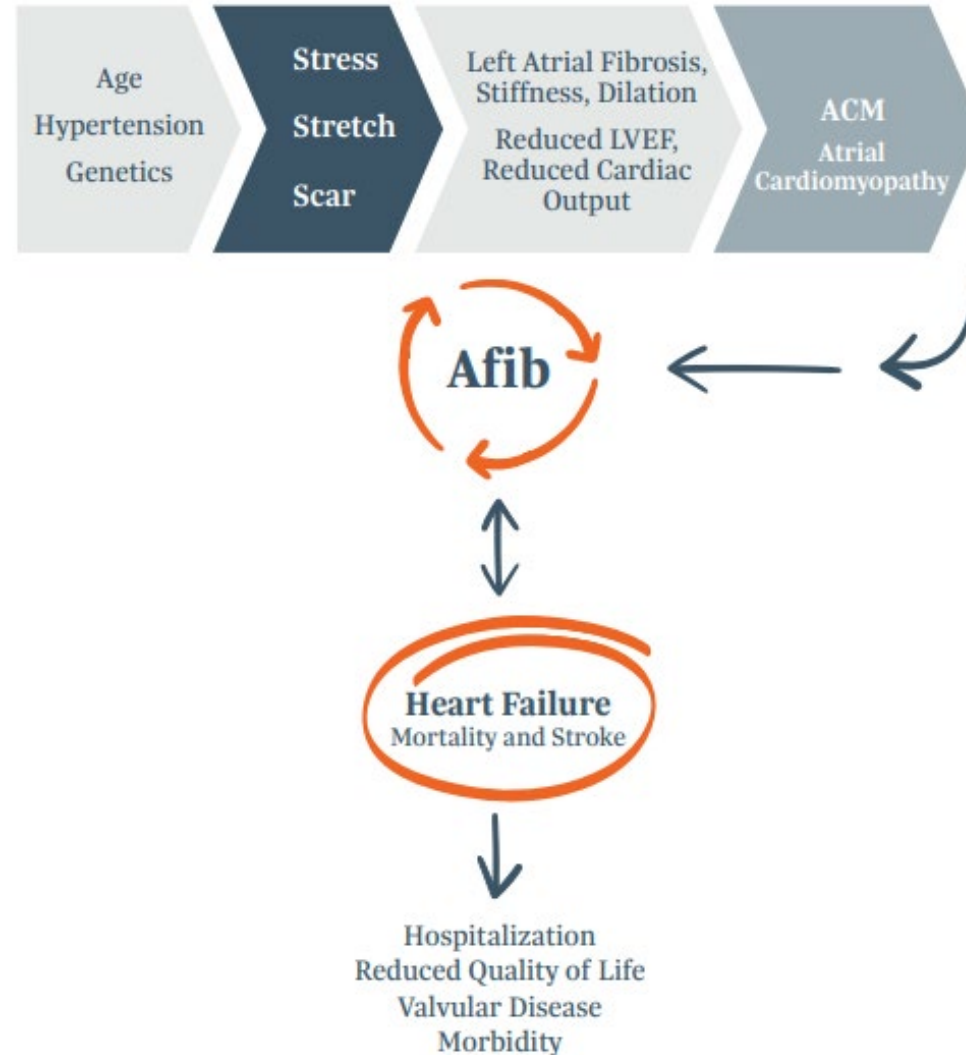 Age
Hypertension
Genetics
Stress
Stretch
Scar
Left Atrial Fibrosis,
Stiffness, Dilation
Reduced LVEF,
Reduced Cardiac
Output
ACM
Atrial
Cardiomyopathy
Afib
Heart Failure
Mortality and Stroke
Hospitalization
Reduced Quality of Life
Valvular Disease
Morbidity